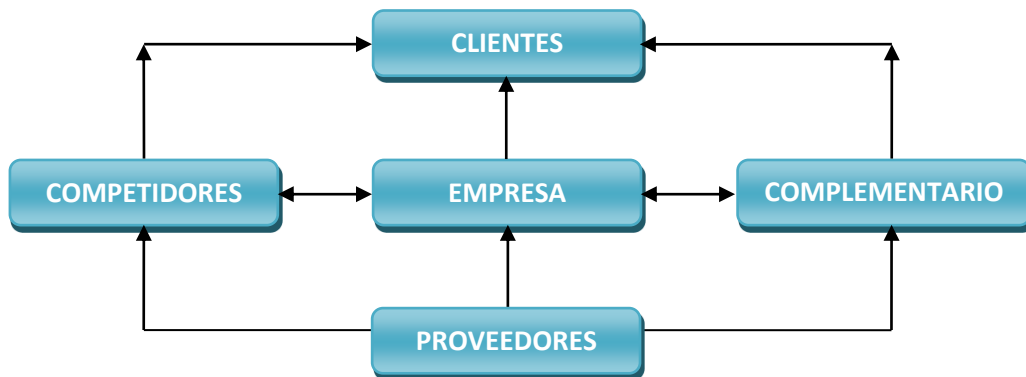 CLIENTES
COMPETIDORES
EMPRESA
COMPLEMENTARIO
PROVEEDORES